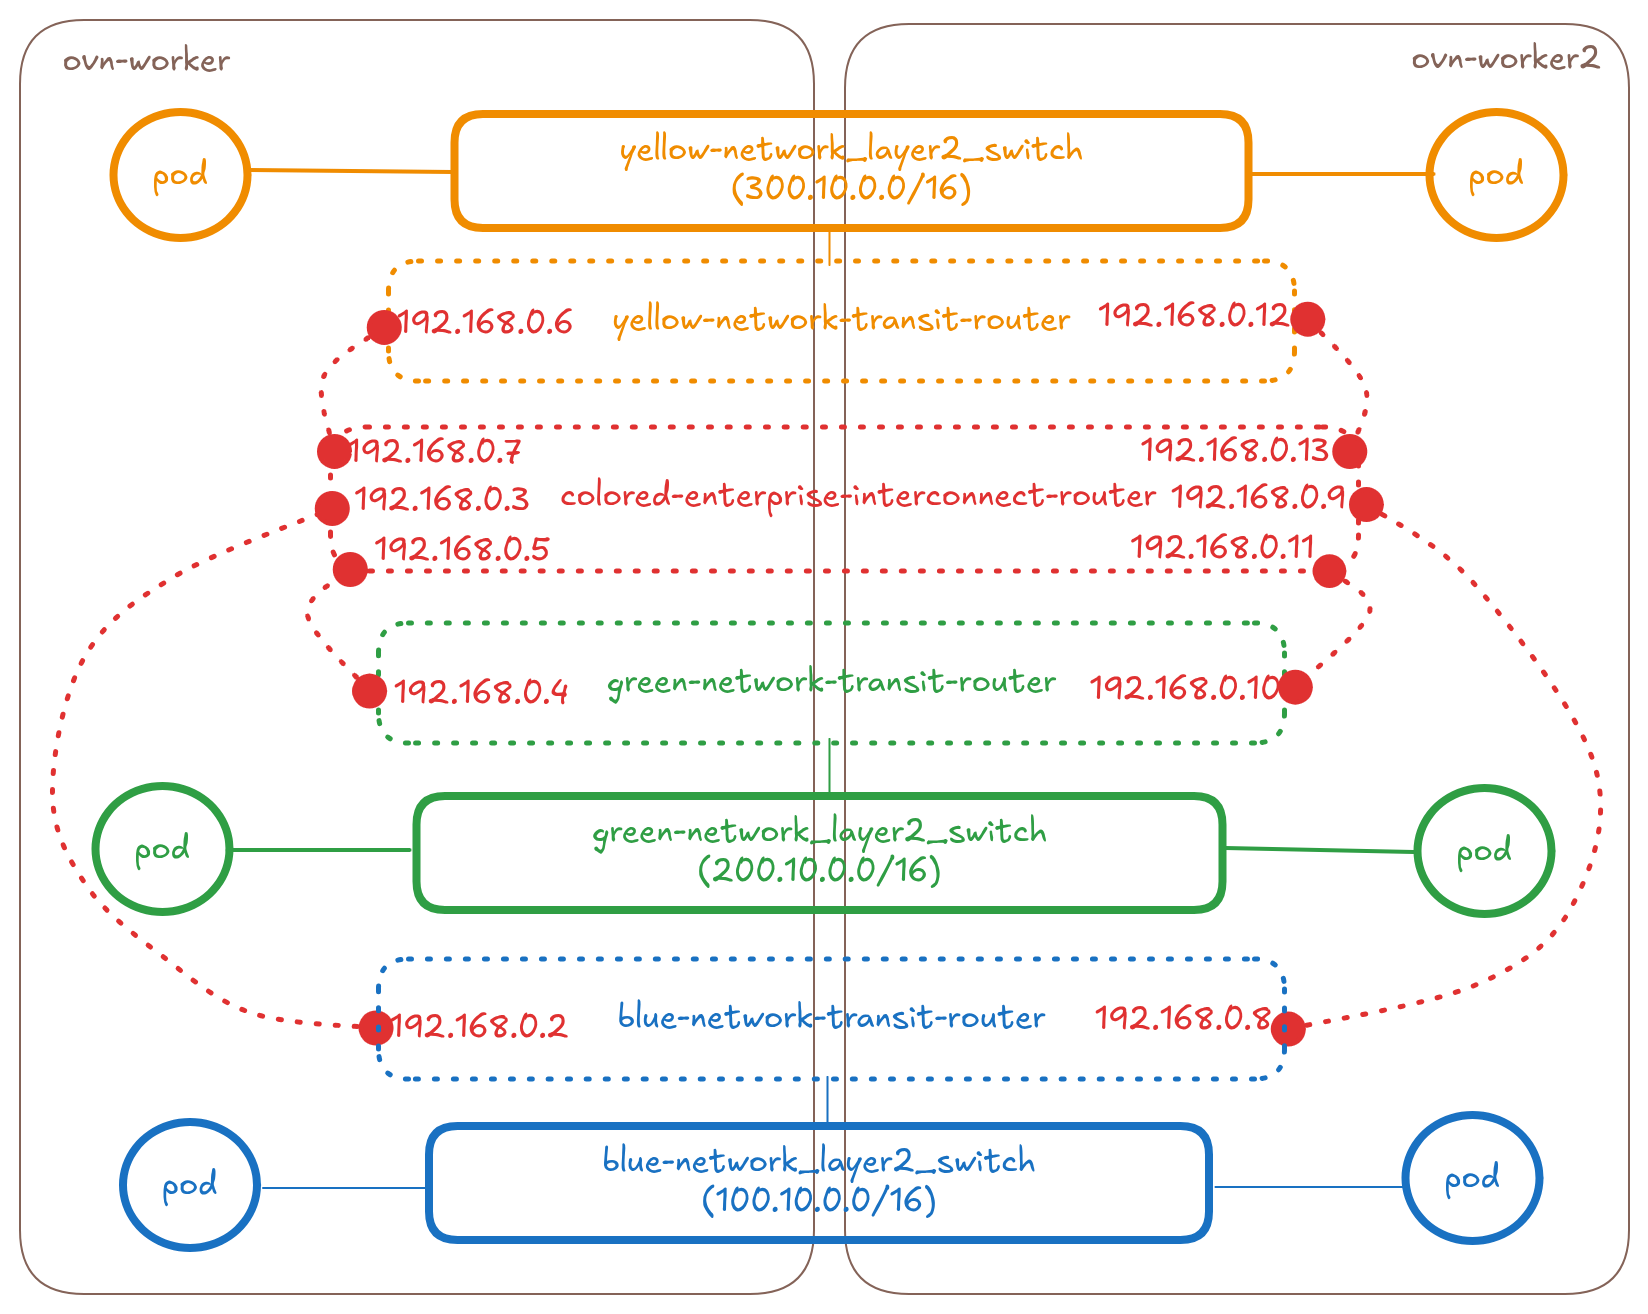 ovn-worker
ovn-worker2
pod
yellow-network_layer2_switch
(300.10.0.0/16)
pod
192.168.0.6
yellow-network-transit-router
192.168.0.12
192.168.0.7
192.168.0.13
192.168.0.3
colored-enterprise-interconnect-router
192.168.0.9
192.168.0.5
192.168.0.11
192.168.0.4
green-network-transit-router
192.168.0.10
pod
green-network_layer2_switch
(200.10.0.0/16)
pod
192.168.0.2
blue-network-transit-router
192.168.0.8
pod
blue-network_layer2_switch
(100.10.0.0/16)
pod